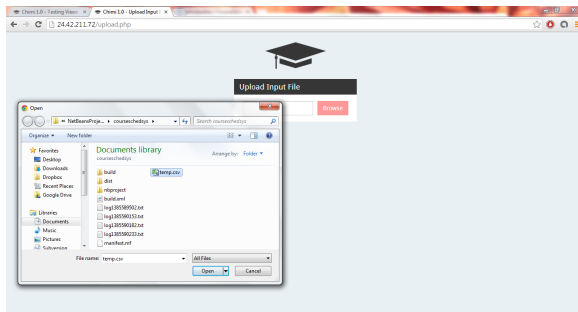 Chimi 1.0 - Testing Views
Chimi 1.0 - Upload Input F
24.42.211.72/upload.php
Upload Input File
Browse
Open
NetBeansProje...
courseschedsys
Search courseschedsys
Organize
New folder
Favorites
Desktop
Downloads
Dropbox
Recent Places
Google Drive
Libraries
Documents
Music
Pictures
Subversion
Documents library
courseschedsys
Arrange by: Folder
build
dist
nbproject
build.xml
log1385589502.txt
log1385590153.txt
log1385590182.txt
log1385590233.txt
manifest.mf
temp.csv
File name: temp.csv
All Files
Open
Cancel